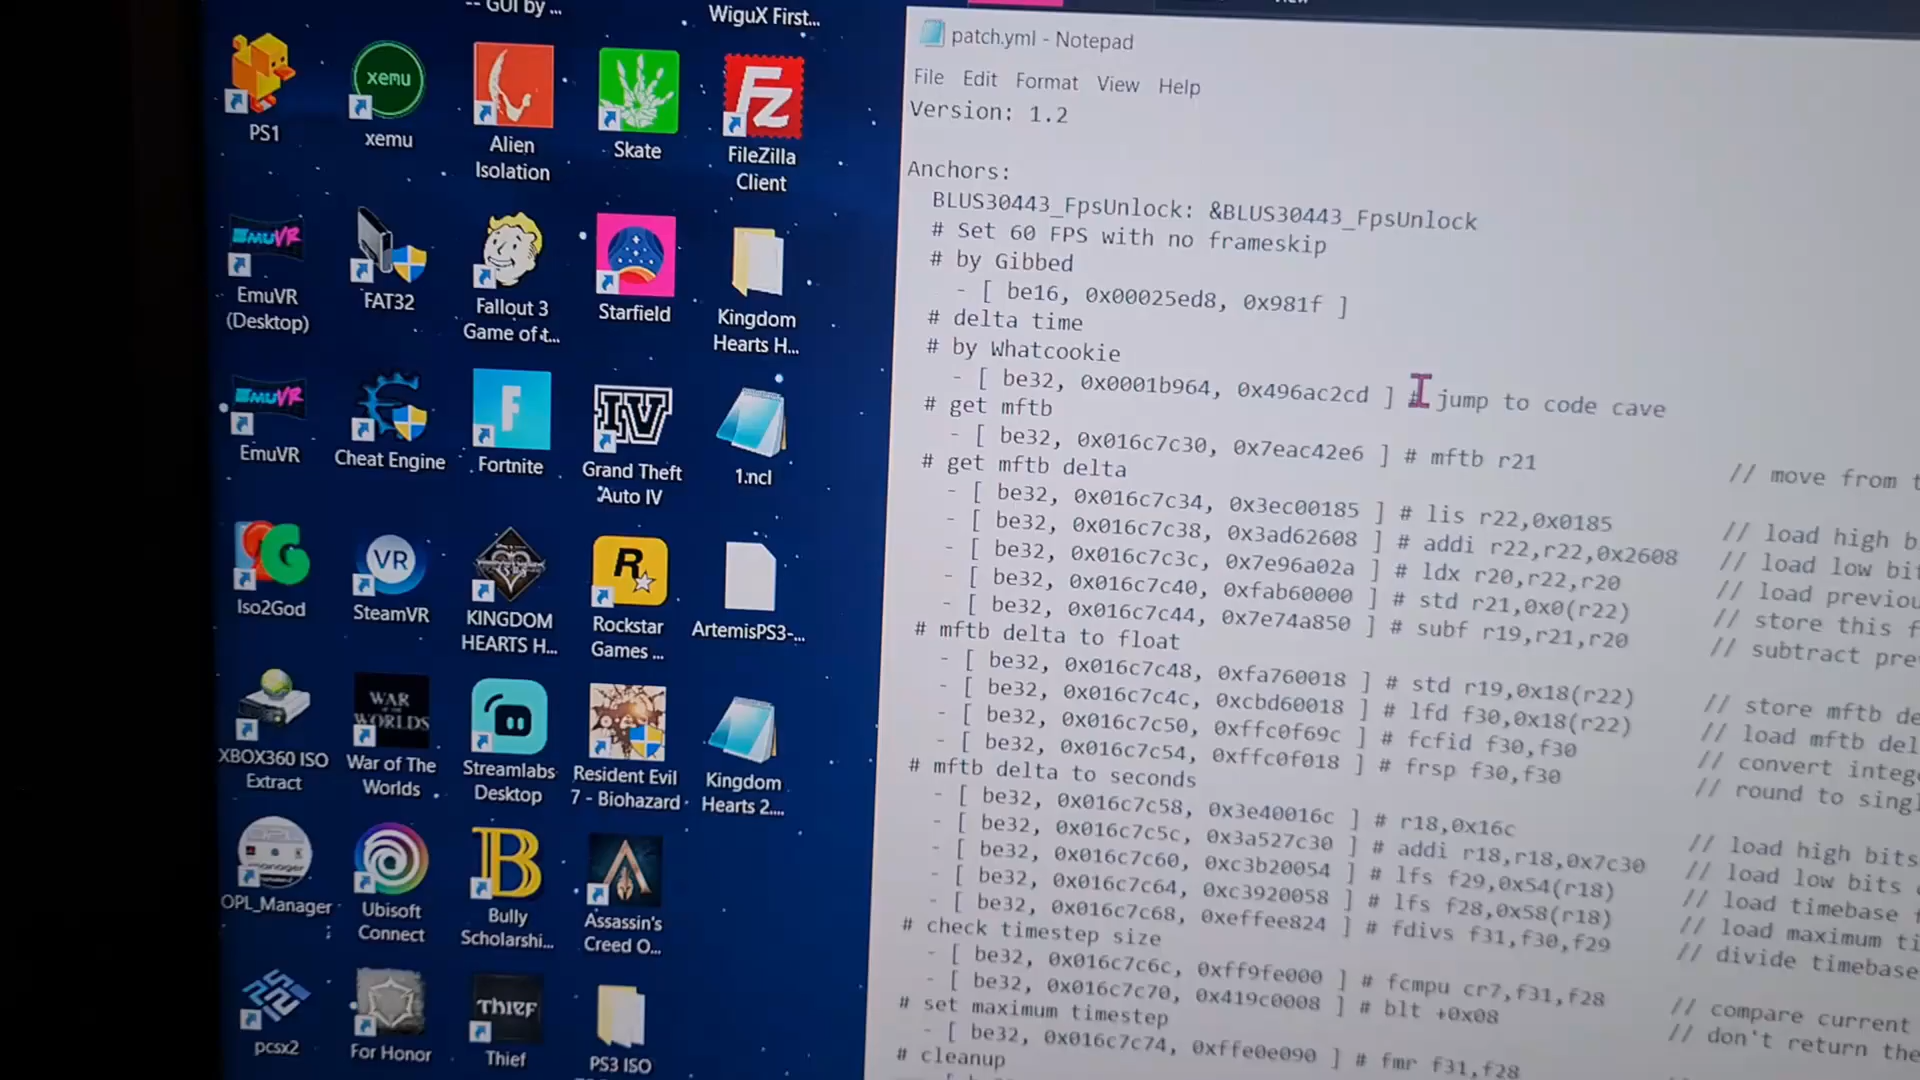 -- GUI by ...
WiguX First...
View
PS1
xemu
xemu
Alien
Isolation
Skate
FZ
FileZilla
Client
EMUVR
EmuVR
(Desktop)
FAT32
Fallout 3
Game of t...
Starfield
Kingdom
Hearts H...
EMUVR
EmuVR
Cheat Engine
F
Fortnite
IV
Grand Theft
Auto IV
1.ncl
Iso2God
VR
SteamVR
KINGDOM
HEARTS H...
R
Rockstar
Games ...
ArtemisPS3-...
XBOX360 ISO
Extract
WAR
WORLDS
War of The
Worlds
Streamlabs
Desktop
Resident Evil
7 - Biohazard
Kingdom
Hearts 2....
OPL_Manager
Ubisoft
Connect
B
Bully
Scholarshi...
Assassin's
Creed O...
pcsx2
For Honor
THIEF
Thief
PS3 ISO
patch.yml - Notepad
File Edit Format View Help
Version: 1.2
Anchors:
BLUS30443_FpsUnlock: &BLUS30443_FpsUnlock
# Set 60 FPS with no frameskip
# by Gibbed
- [ be16, 0x00025ed8, 0x981f ]
# delta time
# by Whatcookie
- [ be32, 0x0001b964, 0x496ac2cd ] # jump to code cave
# get mftb
- [ be32, 0x016c7c30, 0x7eac42e6 ] # mftb r21 // move from t
# get mftb delta
- [ be32, 0x016c7c34, 0x3ec00185 ] # lis r22,0x0185 // load high b
- [ be32, 0x016c7c38, 0x3ad62608 ] # addi r22,r22,0x2608 // load low bit
- [ be32, 0x016c7c3c, 0x7e96a02a ] # ldx r20,r22,r20 // load previou
- [ be32, 0x016c7c40, 0xfab60000 ] # std r21,0x0(r22) // store this f
- [ be32, 0x016c7c44, 0x7e74a850 ] # subf r19,r21,r20 // subtract pre
# mftb delta to float
- [ be32, 0x016c7c48, 0xfa760018 ] # std r19,0x18(r22) // store mftb de
- [ be32, 0x016c7c4c, 0xcbd60018 ] # lfd f30,0x18(r22) // load mftb del
- [ be32, 0x016c7c50, 0xffc0f69c ] # fcfid f30,f30 // convert integ
- [ be32, 0x016c7c54, 0xffc0f018 ] # frsp f30,f30 // round to singl
# mftb delta to seconds
- [ be32, 0x016c7c58, 0x3e40016c ] # r18,0x16c // load high bits
- [ be32, 0x016c7c5c, 0x3a527c30 ] # addi r18,r18,0x7c30 // load low bits
- [ be32, 0x016c7c60, 0xc3b20054 ] # lfs f29,0x54(r18) // load timebase
- [ be32, 0x016c7c64, 0xc3920058 ] # lfs f28,0x58(r18) // load maximum ti
- [ be32, 0x016c7c68, 0xeffee824 ] # fdivs f31,f30,f29 // divide timebase
# check timestep size
- [ be32, 0x016c7c6c, 0xff9fe000 ] # fcmpu cr7,f31,f28 // compare current
- [ be32, 0x016c7c70, 0x419c0008 ] # blt +0x08 // don't return the
# set maximum timestep
- [ be32, 0x016c7c74, 0xffe0e090 ] # fmr f31,f28
# cleanup